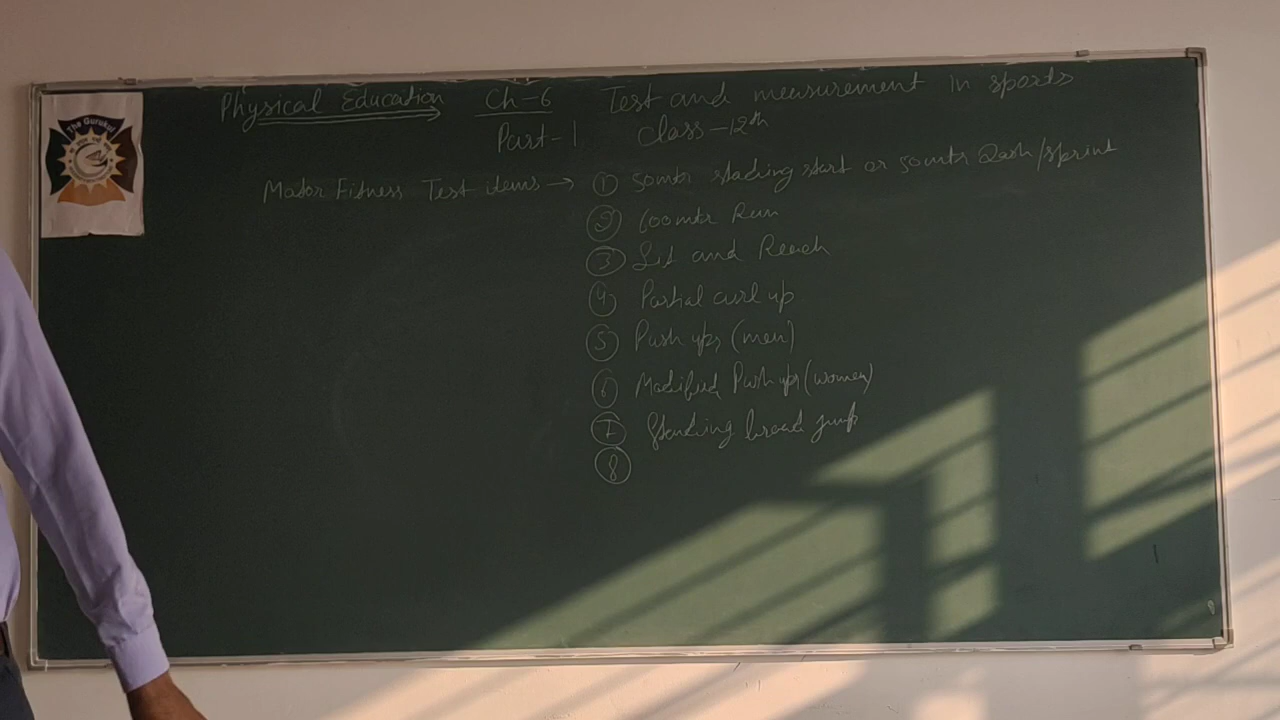 The Gurukul
Physical Education Ch-6 Test and measurement in sports
Part-1 Class-12th
Motor Fitness Test items → ① 50mtr standing start or 50mtr Dash/sprint
② 600mtr Run
③ Sit and Reach
④ Partial curl up
⑤ Push ups (men)
⑥ Modified Push ups (women)
⑦ Standing broad jump
⑧